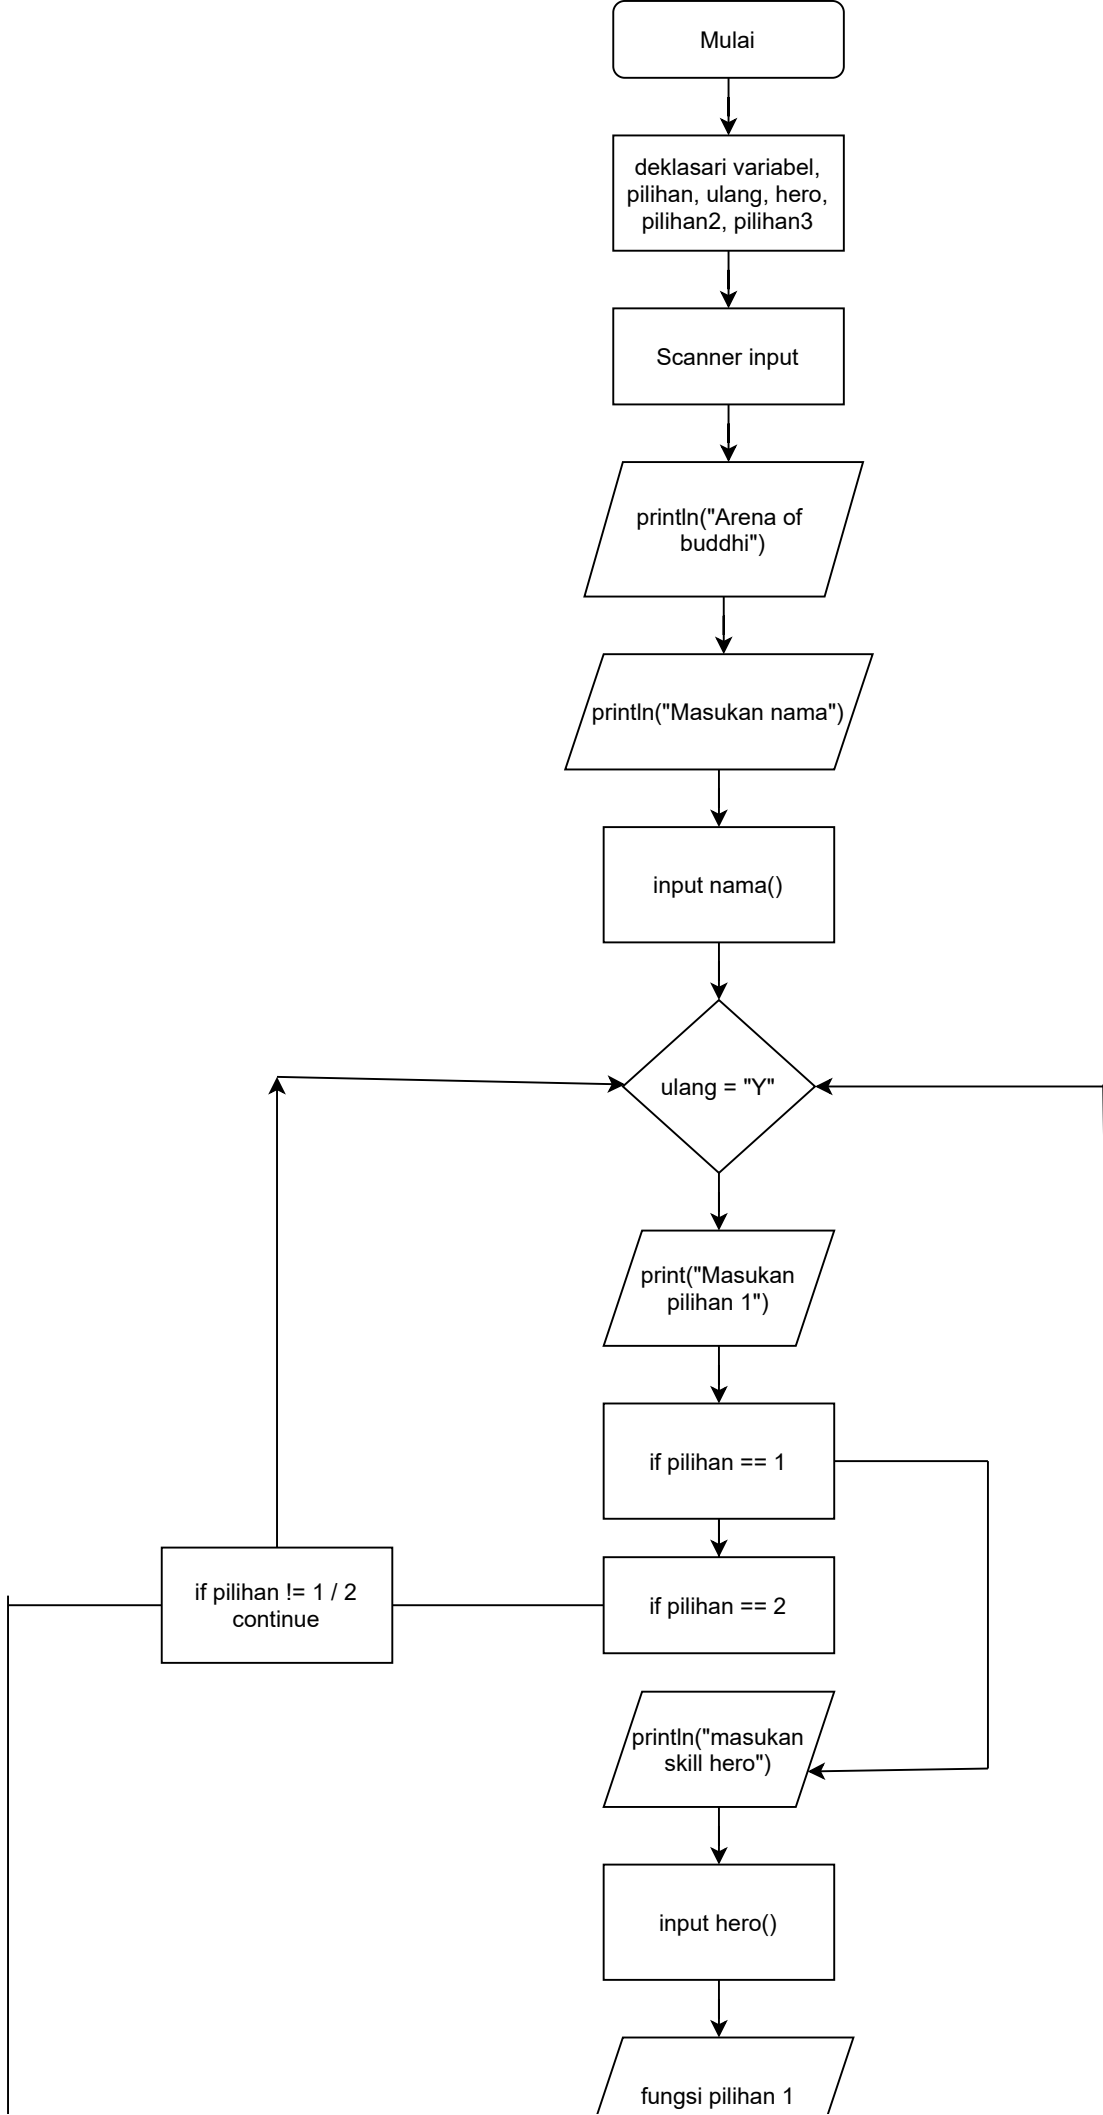 Mulai
deklasari variabel,
pilihan, ulang, hero,
pilihan2, pilihan3
Scanner input
println("Arena of
buddhi")
println("Masukan nama")
input nama()
ulang = "Y"
print("Masukan
pilihan 1")
if pilihan == 1
if pilihan != 1 / 2
continue
if pilihan == 2
println("masukan
skill hero")
input hero()
fungsi pilihan 1